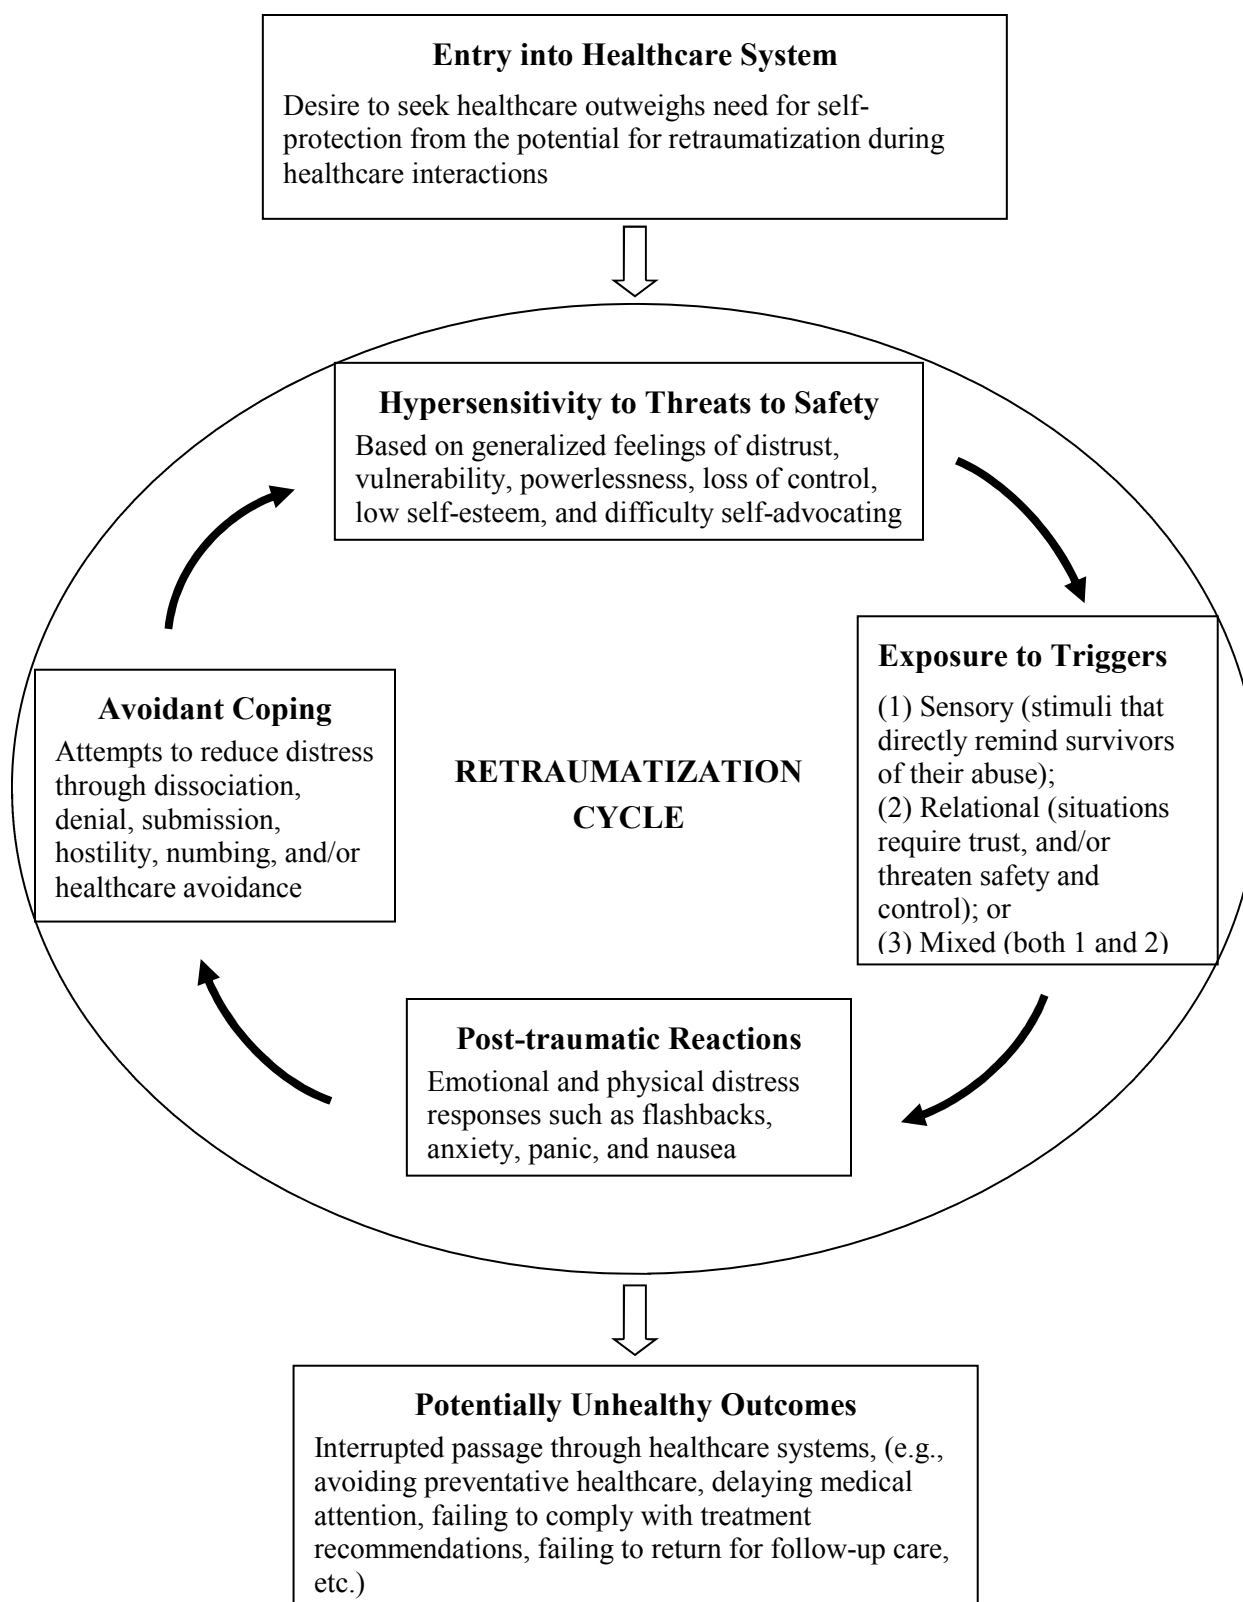 Entry into Healthcare System
Desire to seek healthcare outweighs need for self-
protection from the potential for retraumatization during
healthcare interactions
Hypersensitivity to Threats to Safety
Based on generalized feelings of distrust,
vulnerability, powerlessness, loss of control,
low self-esteem, and difficulty self-advocating
Exposure to Triggers
(1) Sensory (stimuli that
directly remind survivors
of their abuse);
(2) Relational (situations
require trust, and/or
threaten safety and
control); or
(3) Mixed (both 1 and 2)
Avoidant Coping
Attempts to reduce distress
through dissociation,
denial, submission,
hostility, numbing, and/or
healthcare avoidance
RETRAUMATIZATION
CYCLE
Post-traumatic Reactions
Emotional and physical distress
responses such as flashbacks,
anxiety, panic, and nausea
Potentially Unhealthy Outcomes
Interrupted passage through healthcare systems, (e.g.,
avoiding preventative healthcare, delaying medical
attention, failing to comply with treatment
recommendations, failing to return for follow-up care,
etc.)